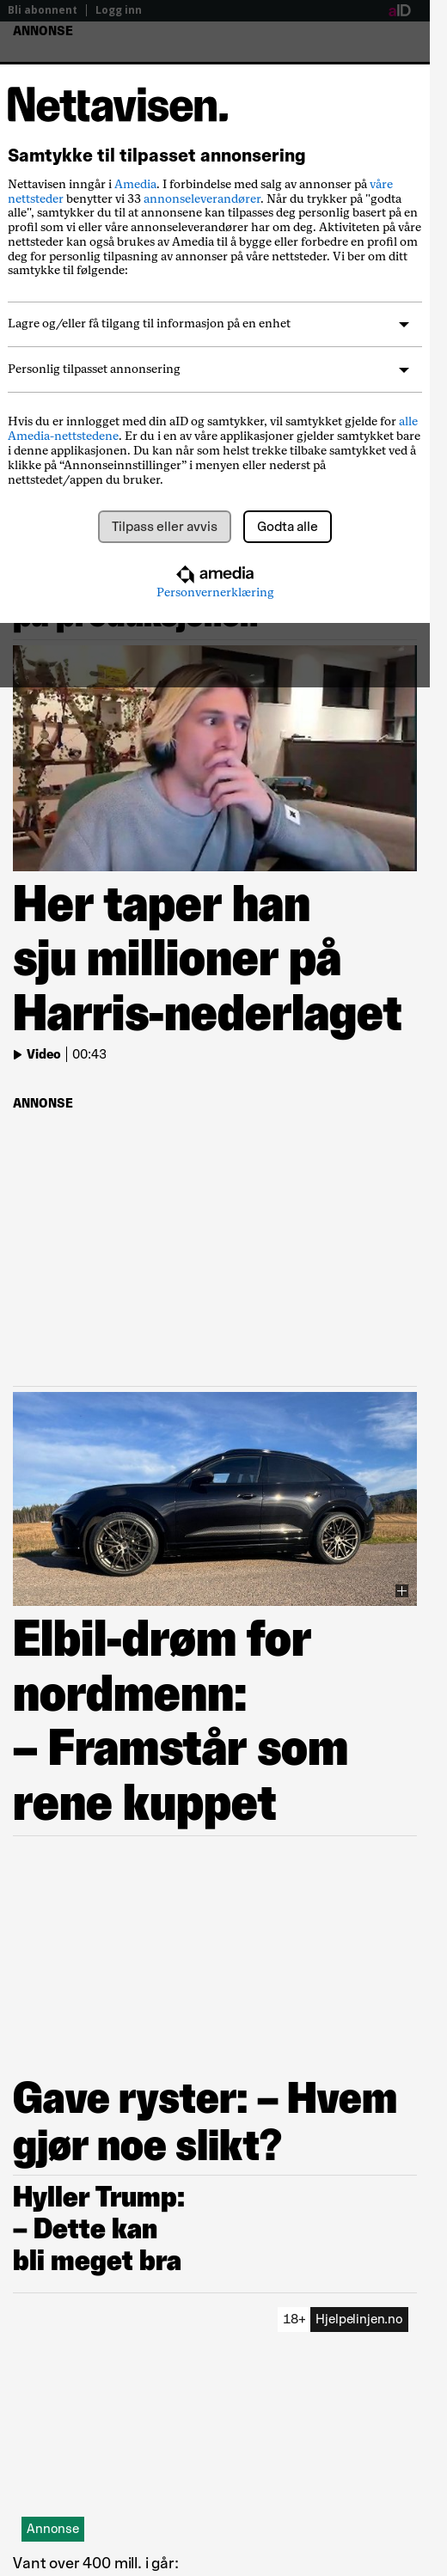 Bli abonnent | Logg inn
aID
ANNONSE
Nettavisen.
Samtykke til tilpasset annonsering
Nettavisen inngår i Amedia. I forbindelse med salg av annonser på våre
nettsteder benytter vi 33 annonseleverandører. Når du trykker på "godta
alle", samtykker du til at annonsene kan tilpasses deg personlig basert på en
profil som vi eller våre annonseleverandører har om deg. Aktiviteten på våre
nettsteder kan også brukes av Amedia til å bygge eller forbedre en profil om
deg for personlig tilpasning av annonser på våre nettsteder. Vi ber om ditt
samtykke til følgende:
Lagre og/eller få tilgang til informasjon på en enhet
Personlig tilpasset annonsering
Hvis du er innlogget med din aID og samtykker, vil samtykket gjelde for alle
Amedia-nettstedene. Er du i en av våre applikasjoner gjelder samtykket bare
i denne applikasjonen. Du kan når som helst trekke tilbake samtykket ved å
klikke på “Annonseinnstillinger” i menyen eller nederst på
nettstedet/appen du bruker.
Tilpass eller avvis
Godta alle
amedia
Personvernerklæring
på produksjonen
Her taper han
sju millioner på
Harris-nederlaget
Video | 00:43
ANNONSE
Elbil-drøm for
nordmenn:
– Framstår som
rene kuppet
Gave ryster: – Hvem
gjør noe slikt?
Hyller Trump:
– Dette kan
bli meget bra
18+ Hjelpelinjen.no
Annonse
Vant over 400 mill. i går: